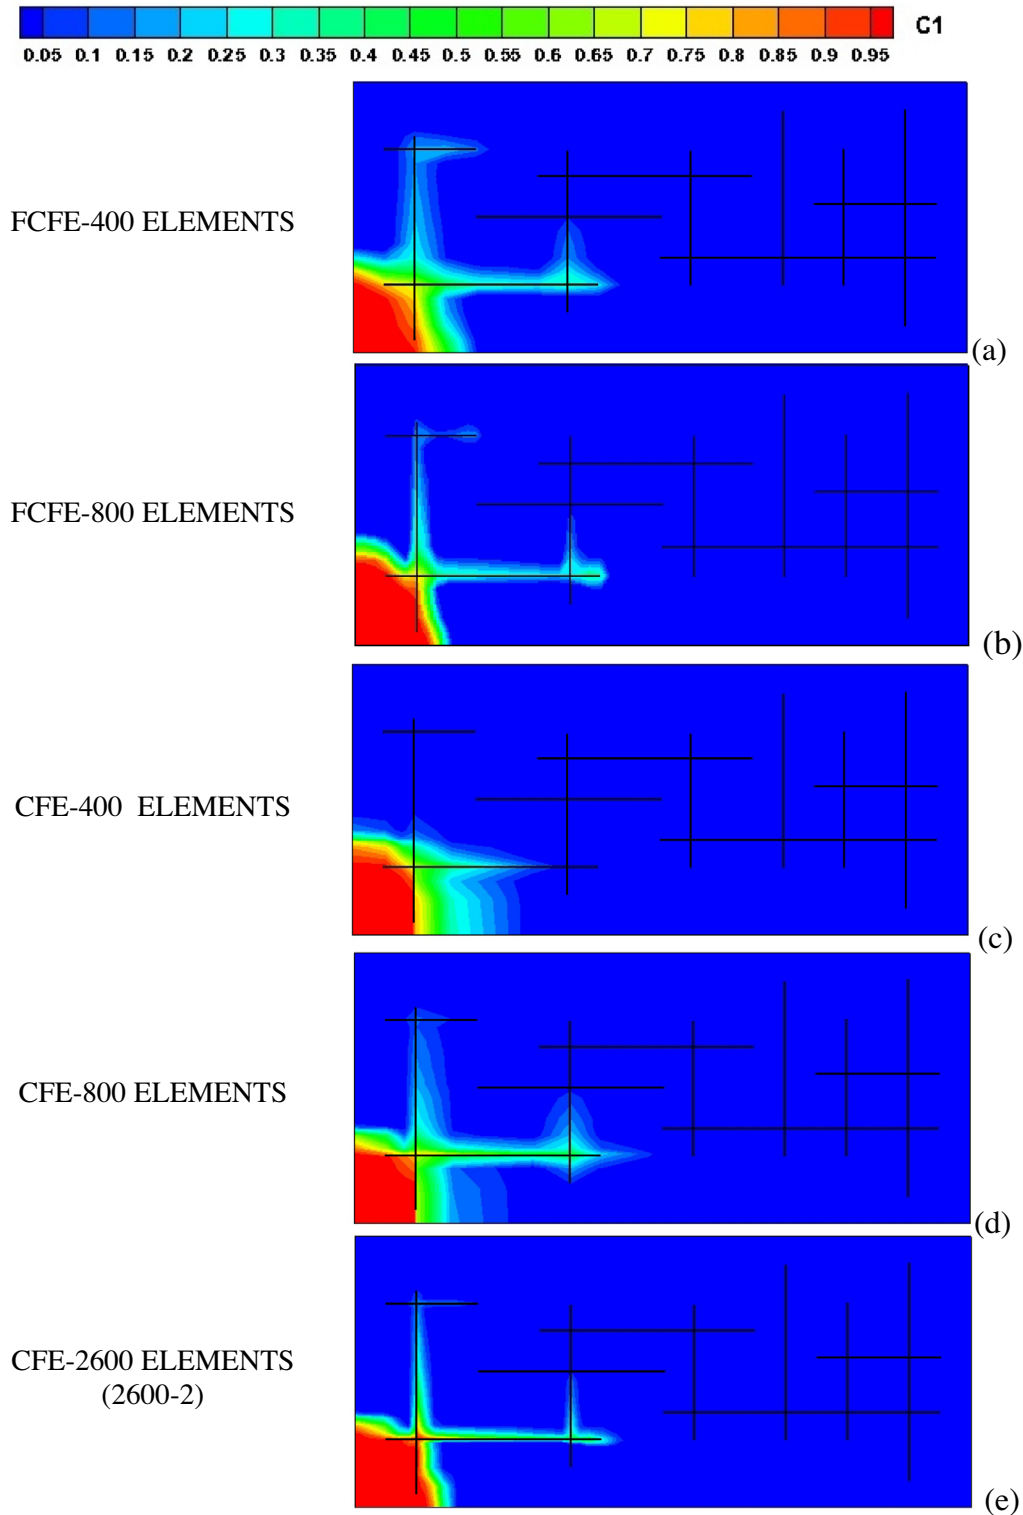 C1
0.05 0.1 0.15 0.2 0.25 0.3 0.35 0.4 0.45 0.5 0.55 0.6 0.65 0.7 0.75 0.8 0.85 0.9 0.95
FCFE-400 ELEMENTS
(a)
FCFE-800 ELEMENTS
(b)
CFE-400 ELEMENTS
(c)
CFE-800 ELEMENTS
(d)
CFE-2600 ELEMENTS
(2600-2)
(e)